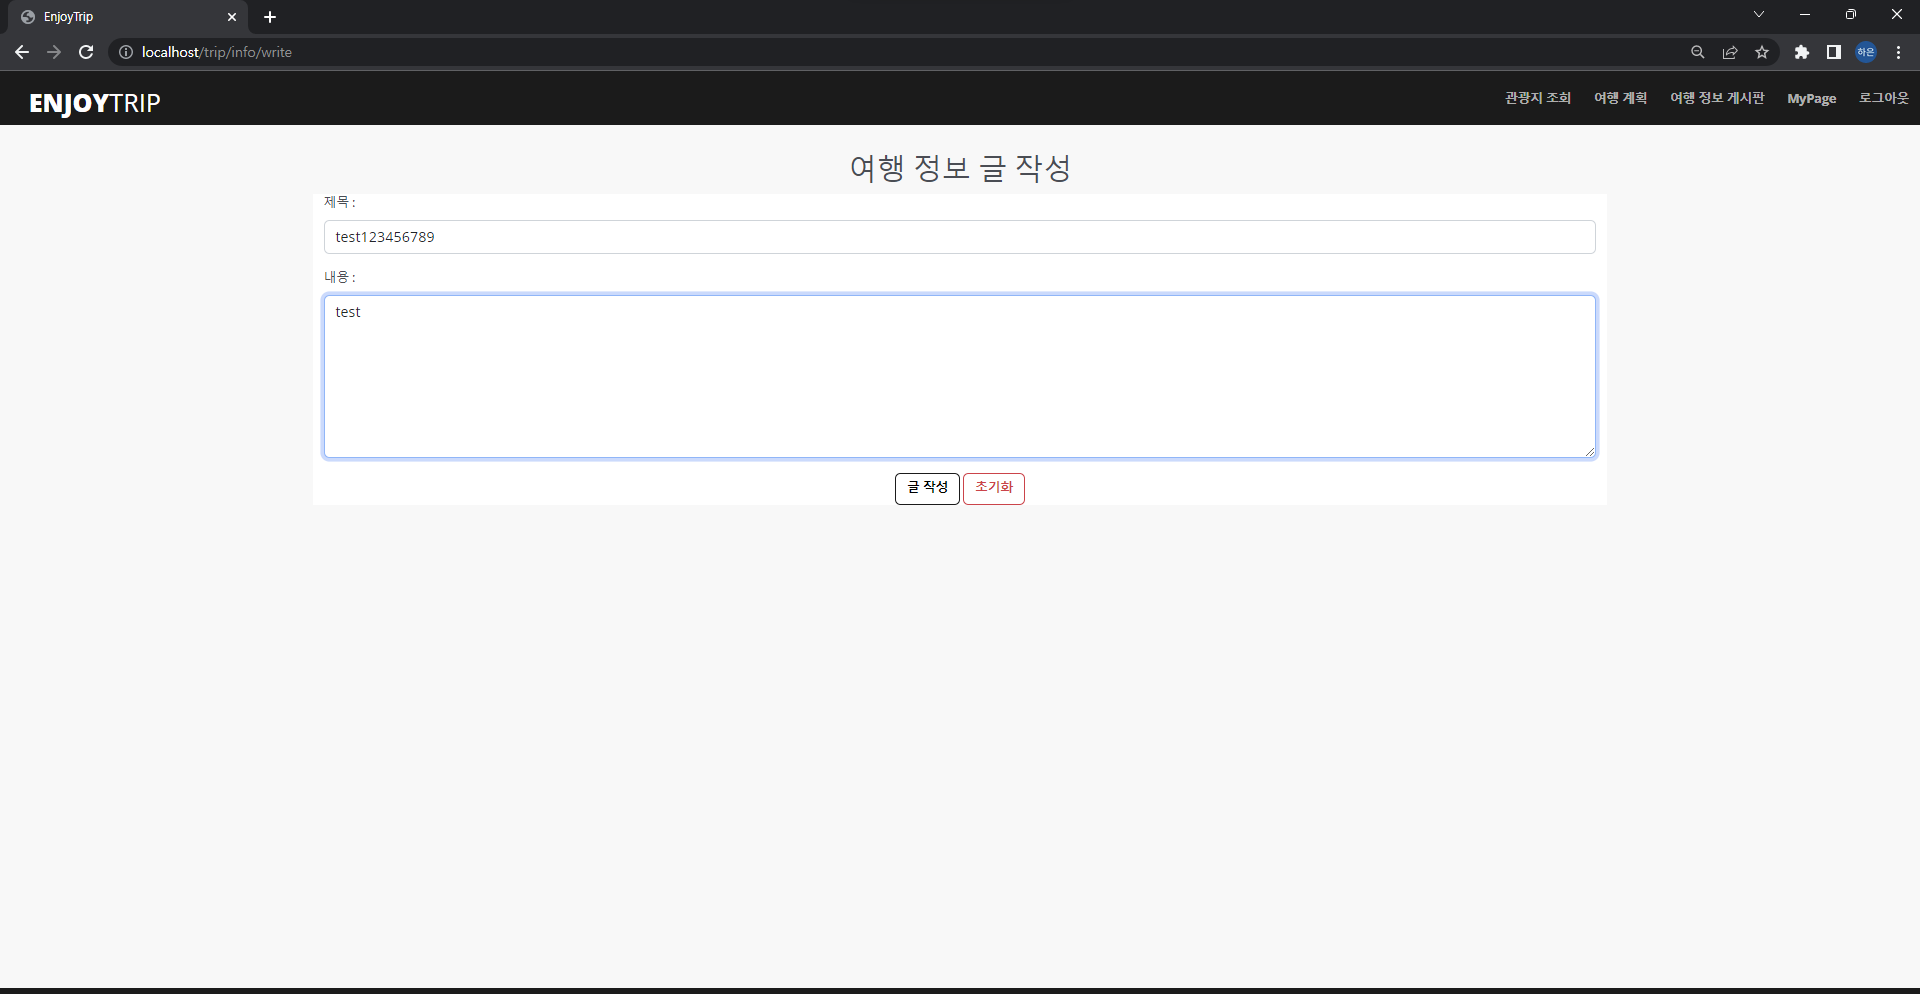 EnjoyTrip
localhost/trip/info/write
하은
ENJOYTRIP
관광지 조회 여행 계획 여행 정보 게시판 MyPage 로그아웃
여행 정보 글 작성
제목 :
test123456789
내용 :
test
글 작성 초기화